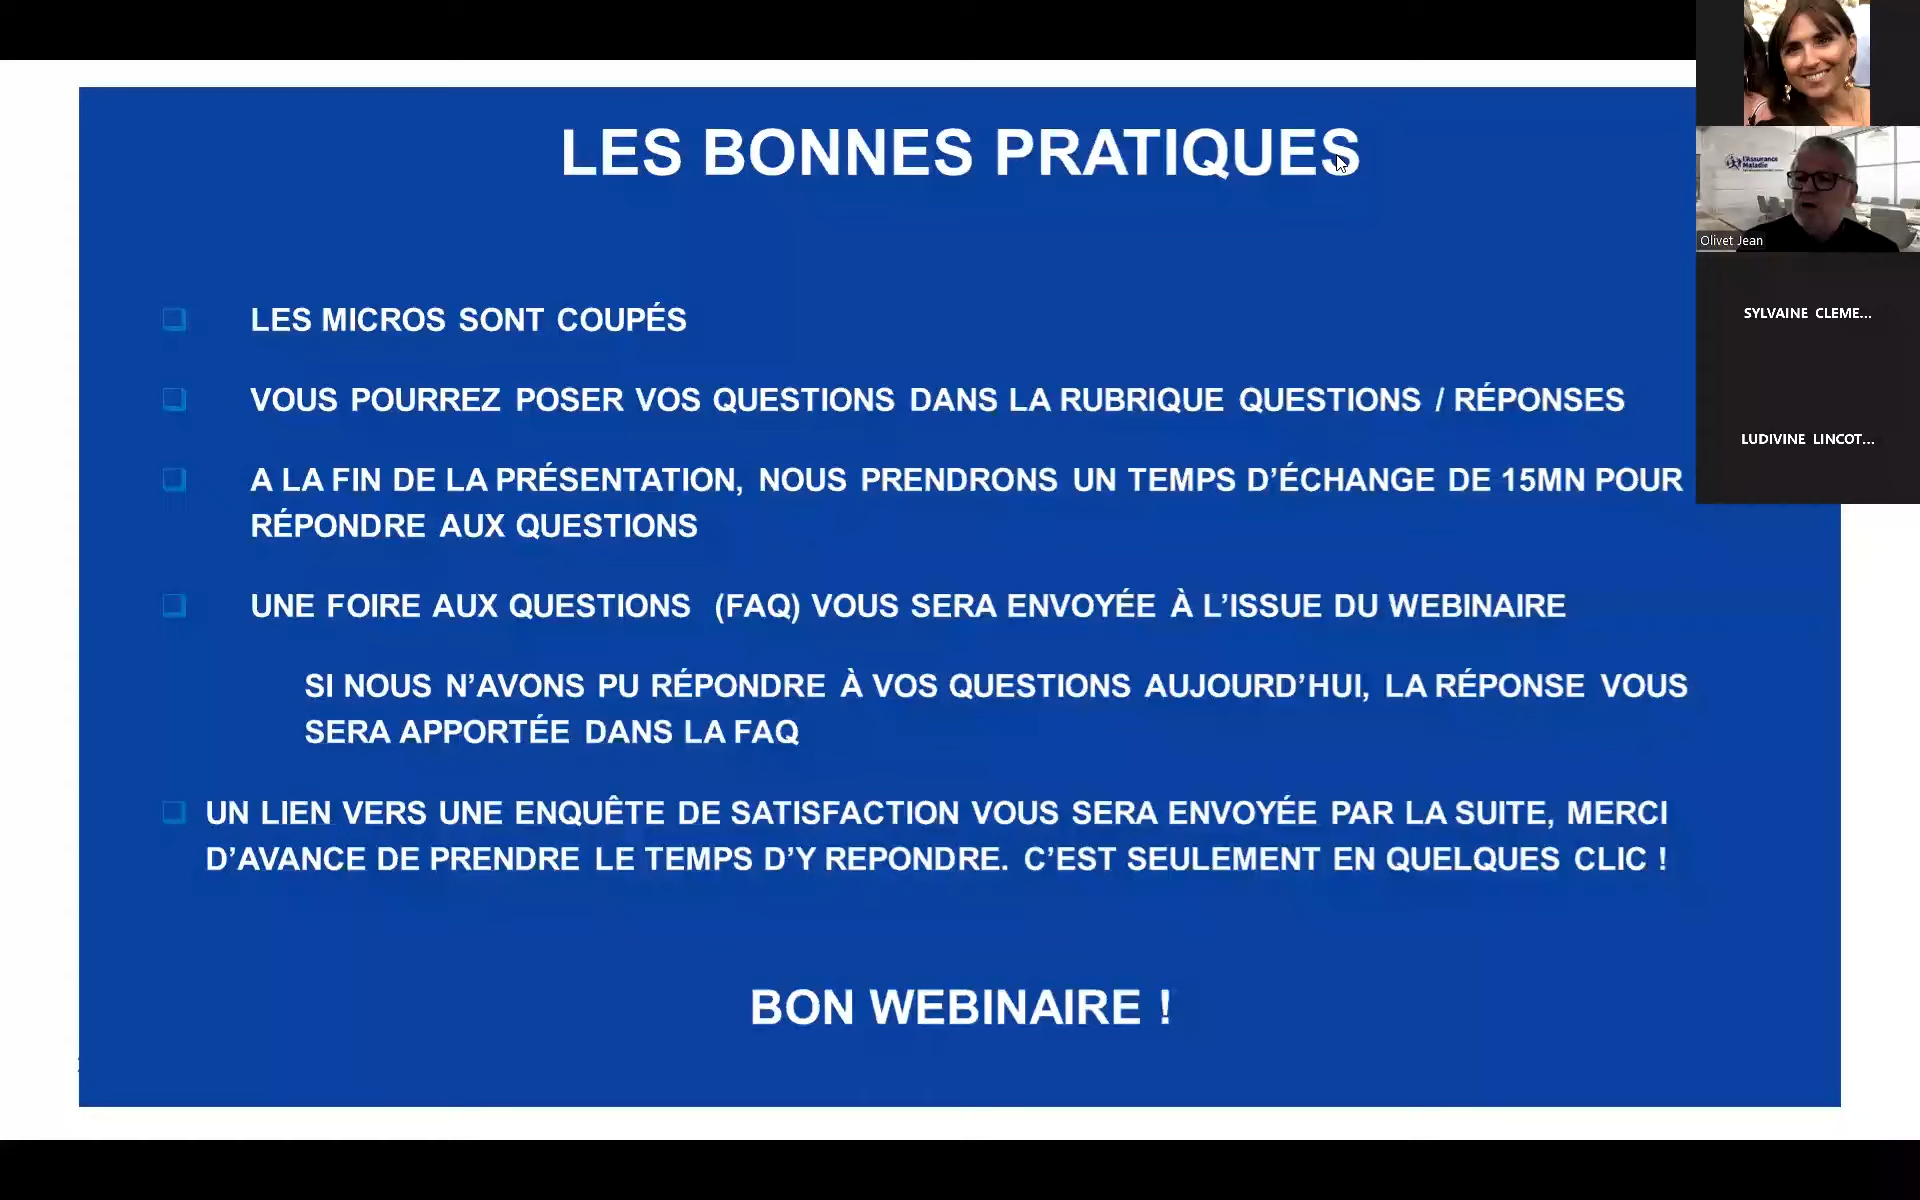 LES BONNES PRATIQUES
LES MICROS SONT COUPÉS
VOUS POURREZ POSER VOS QUESTIONS DANS LA RUBRIQUE QUESTIONS / RÉPONSES
A LA FIN DE LA PRÉSENTATION, NOUS PRENDRONS UN TEMPS D’ÉCHANGE DE 15MN POUR
RÉPONDRE AUX QUESTIONS
UNE FOIRE AUX QUESTIONS (FAQ) VOUS SERA ENVOYÉE À L’ISSUE DU WEBINAIRE
SI NOUS N’AVONS PU RÉPONDRE À VOS QUESTIONS AUJOURD’HUI, LA RÉPONSE VOUS
SERA APPORTÉE DANS LA FAQ
UN LIEN VERS UNE ENQUÊTE DE SATISFACTION VOUS SERA ENVOYÉE PAR LA SUITE, MERCI
D’AVANCE DE PRENDRE LE TEMPS D’Y REPONDRE. C’EST SEULEMENT EN QUELQUES CLIC !
BON WEBINAIRE !
l'Assurance
Maladie
Olivet Jean
SYLVAINE CLEME...
LUDIVINE LINCOT...